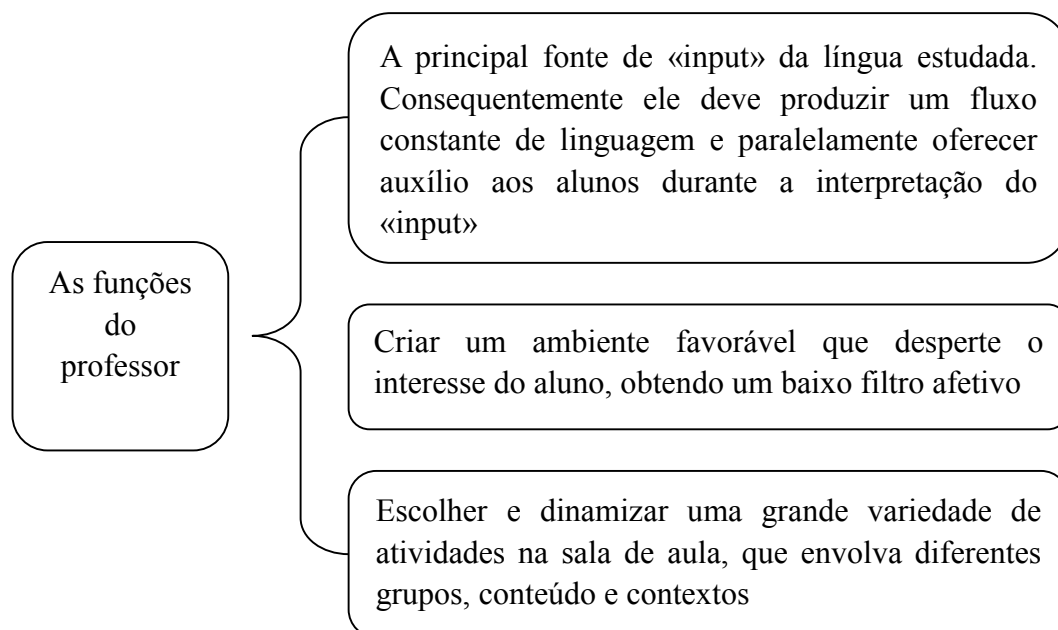 As funções
do
professor
A principal fonte de «input» da língua estudada.
Consequentemente ele deve produzir um fluxo
constante de linguagem e paralelamente oferecer
auxílio aos alunos durante a interpretação do
«input»
Criar um ambiente favorável que desperte o
interesse do aluno, obtendo um baixo filtro afetivo
Escolher e dinamizar uma grande variedade de
atividades na sala de aula, que envolva diferentes
grupos, conteúdo e contextos